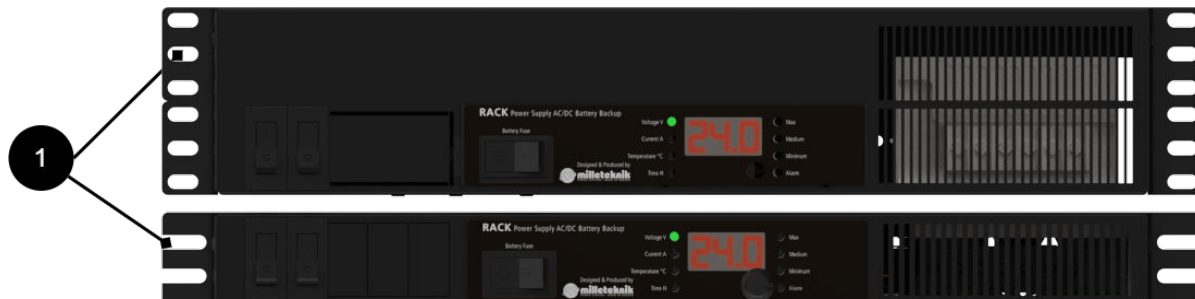 1
RACK Power Supply AC/DC Battery Backup
Battery Fuse
Voltage V
Current A
Temperature °C
Time H
24.0
Max
Medium
Minimum
Alarm
Designed & Produced by
milleteknik
RACK Power Supply AC/DC Battery Backup
Battery Fuse
Voltage V
Current A
Temperature °C
Time H
24.0
Max
Medium
Minimum
Alarm
Designed & Produced by
milleteknik